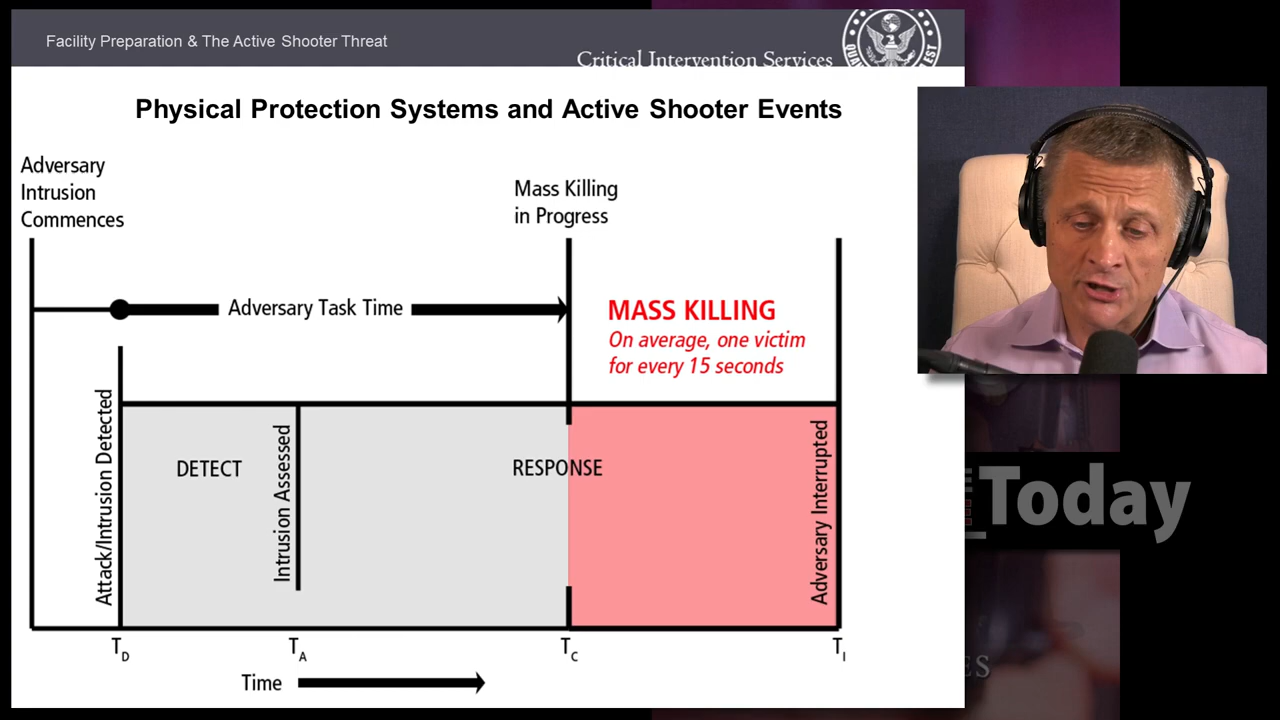 Facility Preparation & The Active Shooter Threat
Critical Intervention Services
Physical Protection Systems and Active Shooter Events
Adversary
Intrusion
Commences
Mass Killing
in Progress
Adversary Task Time
MASS KILLING
On average, one victim
for every 15 seconds
Attack/Intrusion Detected
DETECT
Intrusion Assessed
RESPONSE
Adversary Interrupted
Today
TD
TA
TC
TI
Time